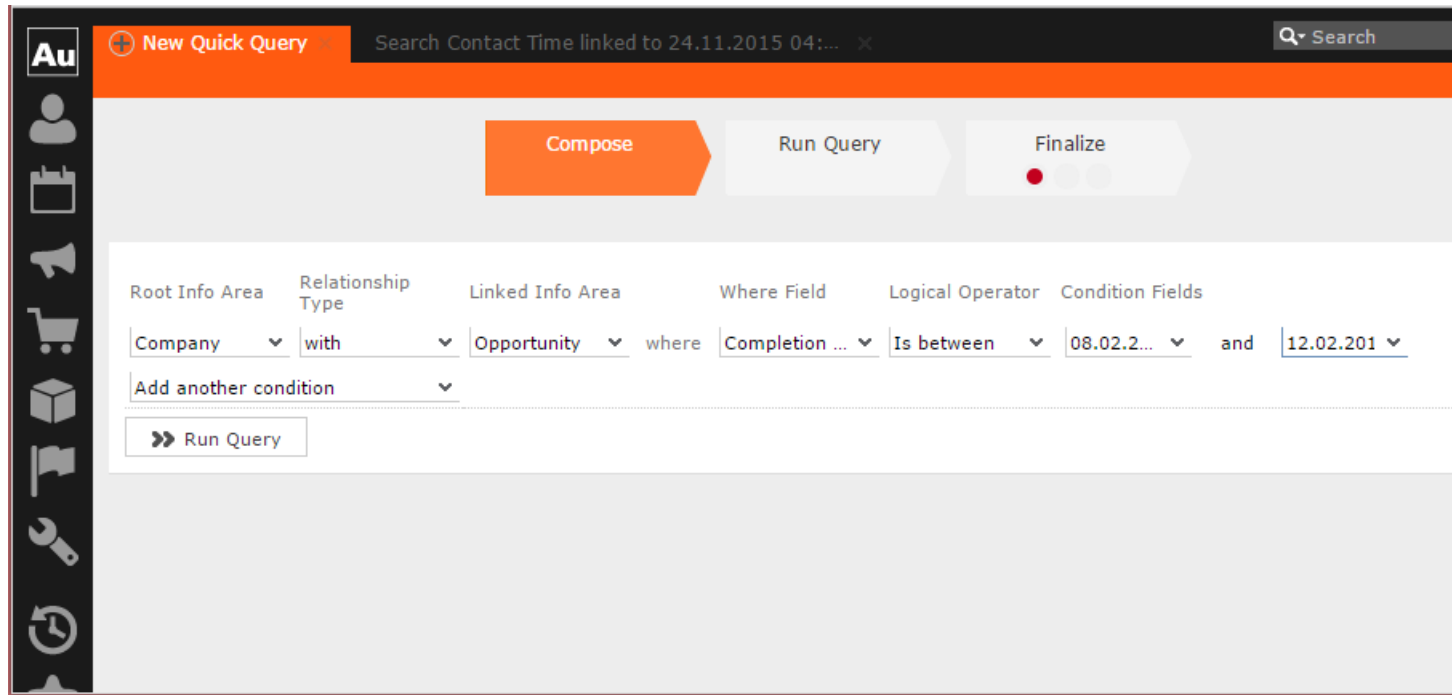 Au
New Quick Query
Search Contact Time linked to 24.11.2015 04:...
Search
Compose
Run Query
Finalize
Root Info Area
Relationship
Type
Linked Info Area
Where Field
Logical Operator
Condition Fields
Company
with
Opportunity
where
Completion ...
Is between
08.02.2...
and
12.02.201
Add another condition
Run Query